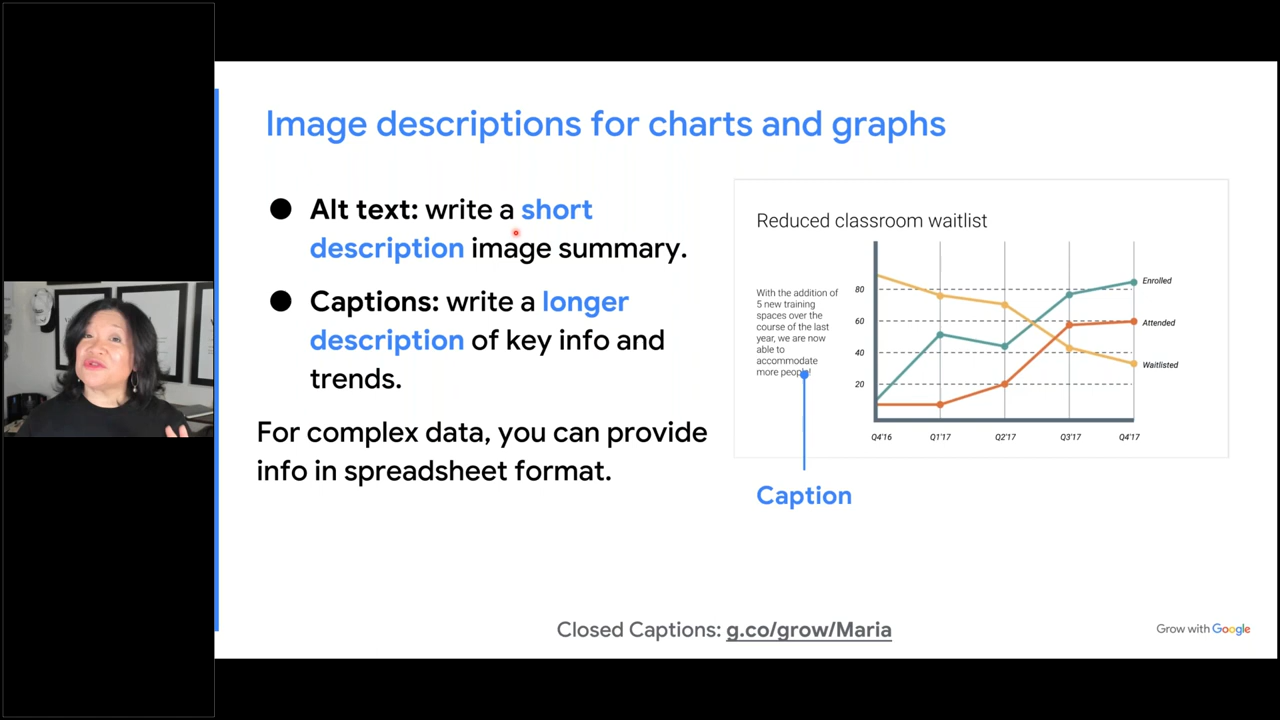 Image descriptions for charts and graphs
● Alt text: write a short
description image summary.
● Captions: write a longer
description of key info and
trends.
For complex data, you can provide
info in spreadsheet format.
Reduced classroom waitlist
With the addition of
5 new training
spaces over the
course of the last
year, we are now
able to
accommodate
more people!
80
60
40
20
Enrolled
Attended
Waitlisted
Q4'16 Q1'17 Q2'17 Q3'17 Q4'17
Caption
Closed Captions: g.co/grow/Maria
Grow with Google